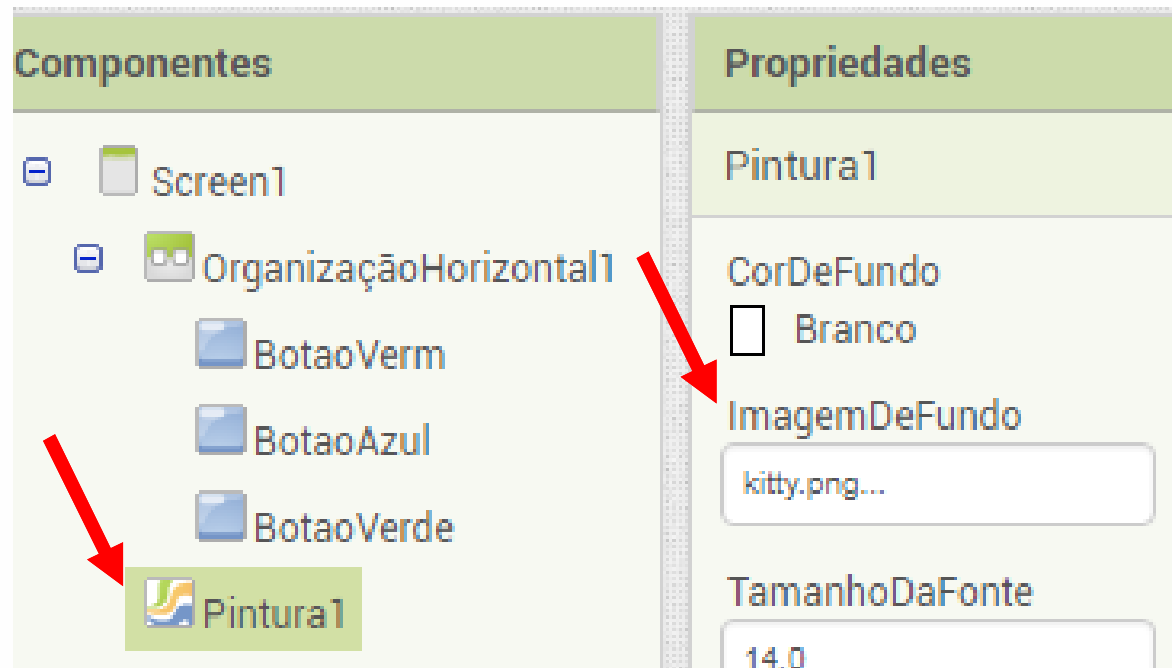 Componentes
Screen1
OrganizaçãoHorizontal1
BotaoVerm
BotaoAzul
BotaoVerde
Pintura1
Propriedades
Pintura1
CorDeFundo
Branco
ImagemDeFundo
kitty.png...
TamanhoDaFonte
14.0